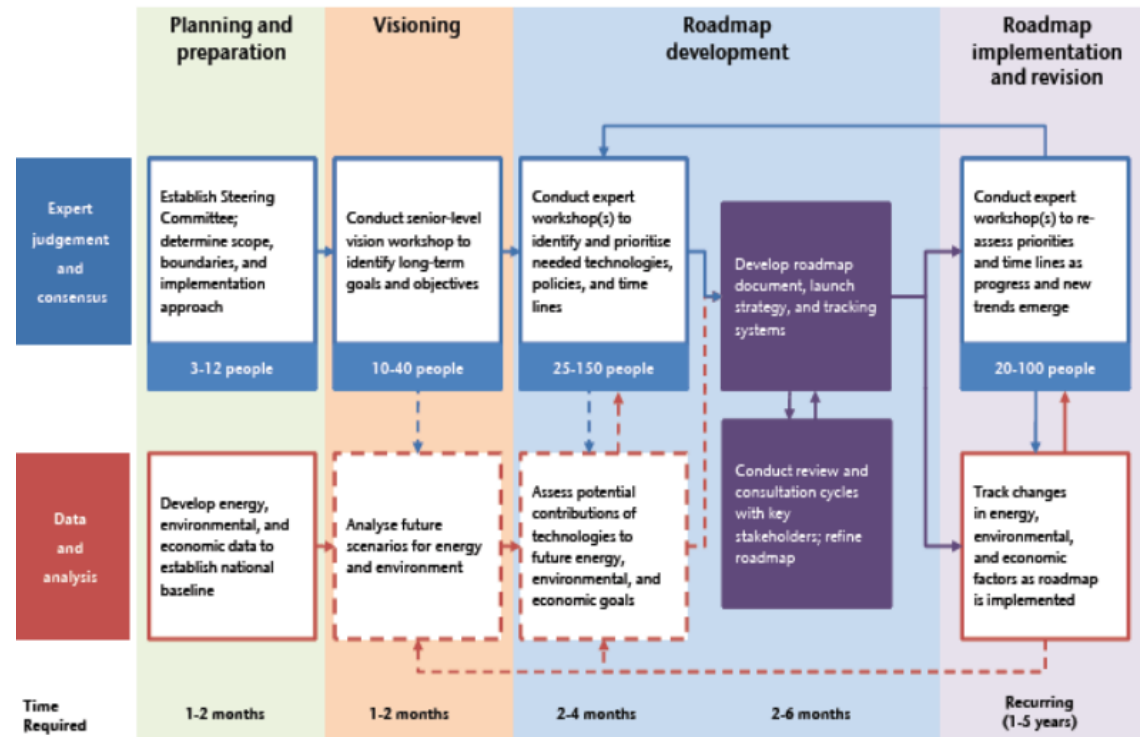 Planning and
preparation
Visioning
Roadmap
development
Roadmap
implementation
and revision
Expert
judgement
and
consensus
Establish Steering
Committee;
determine scope,
boundaries, and
implementation
approach
3-12 people
Conduct senior-level
vision workshop to
identify long-term
goals and objectives
10-40 people
Conduct expert
workshop(s) to
identify and prioritise
needed technologies,
policies, and time
lines
25-150 people
Develop roadmap
document, launch
strategy, and tracking
systems
Conduct expert
workshop(s) to re-
assess priorities
and time lines as
progress and new
trends emerge
20-100 people
Data
and
analysis
Develop energy,
environmental, and
economic data to
establish national
baseline
Analyse future
scenarios for energy
and environment
Assess potential
contributions of
technologies to
future energy,
environmental, and
economic goals
Conduct review and
consultation cycles
with key
stakeholders; refine
roadmap
Track changes
in energy,
environmental,
and economic
factors as roadmap
is implemented
Time
Required
1-2 months
1-2 months
2-4 months
2-6 months
Recurring
(1-5 years)